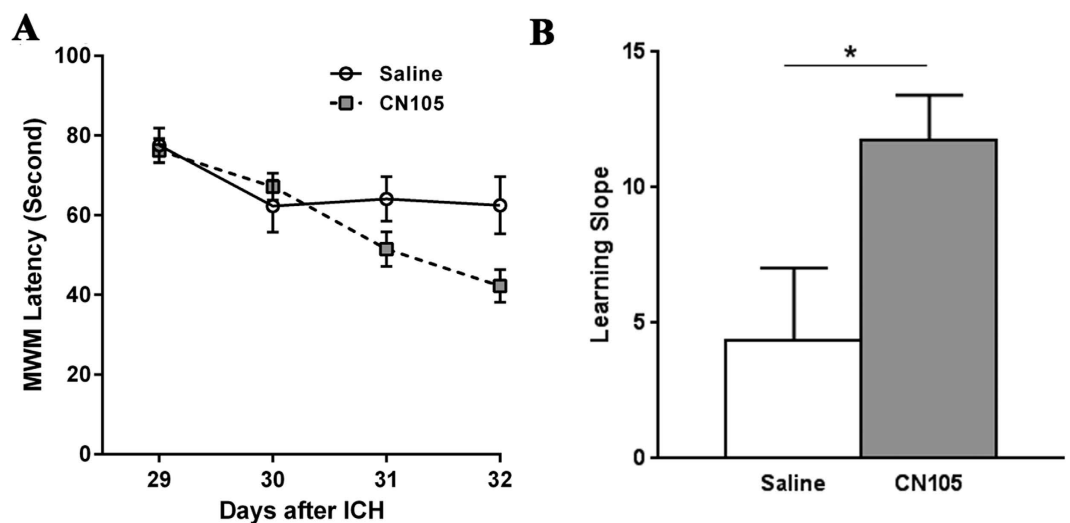 A
MWM Latency (Second)
100
80
60
40
20
0
Saline
CN105
29 30 31 32
Days after ICH
B
Learning Slope
15
10
5
0
*
Saline CN105